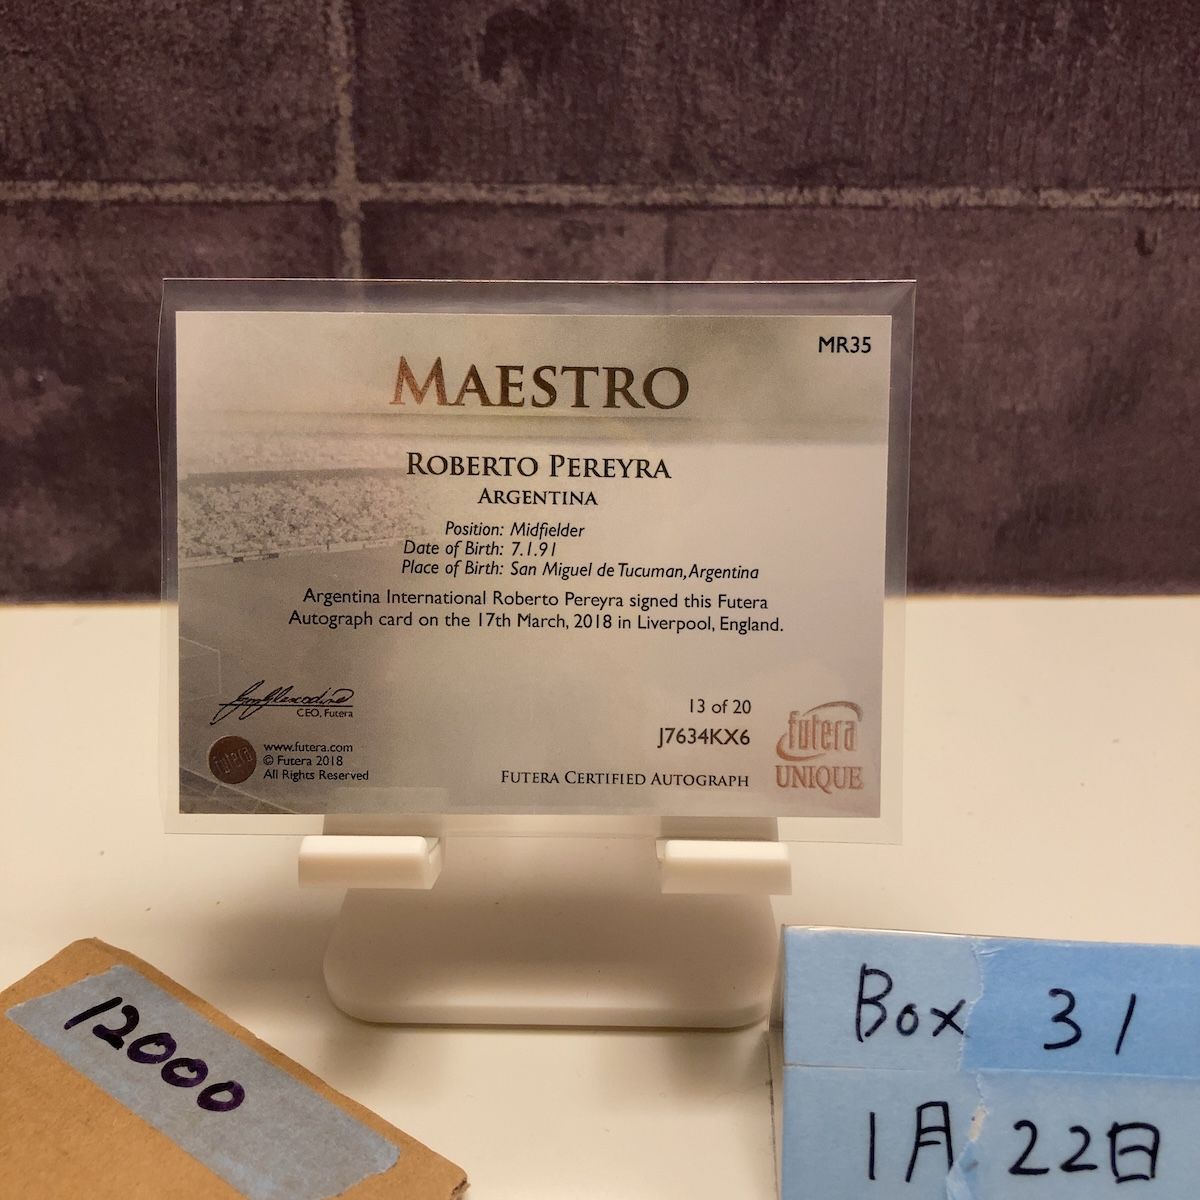 MR35
MAESTRO
ROBERTO PEREYRA
ARGENTINA
Position: Midfielder
Date of Birth: 7.1.91
Place of Birth: San Miguel de Tucuman, Argentina
Argentina International Roberto Pereyra signed this Futera
Autograph card on the 17th March, 2018 in Liverpool, England.
CEO, Futera
13 of 20
J7634KX6
futera
UNIQUE
futera
www.futera.com
© Futera 2018
All Rights Reserved
FUTERA CERTIFIED AUTOGRAPH
12000
Box 31
1月22日